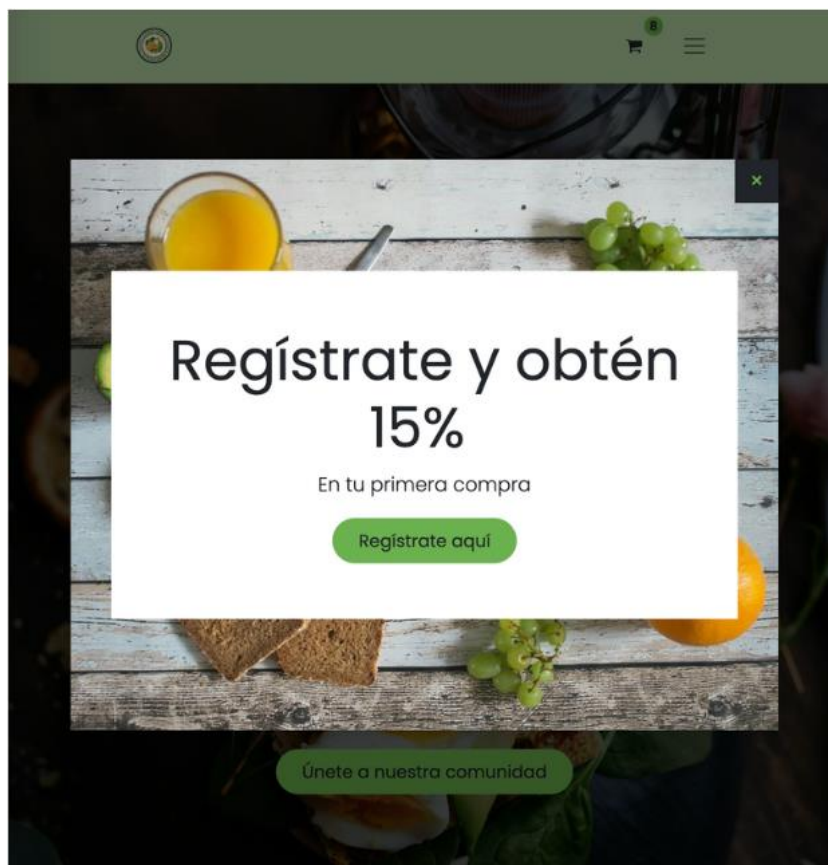 8
×
Regístrate y obtén
15%
En tu primera compra
Regístrate aquí
Únete a nuestra comunidad